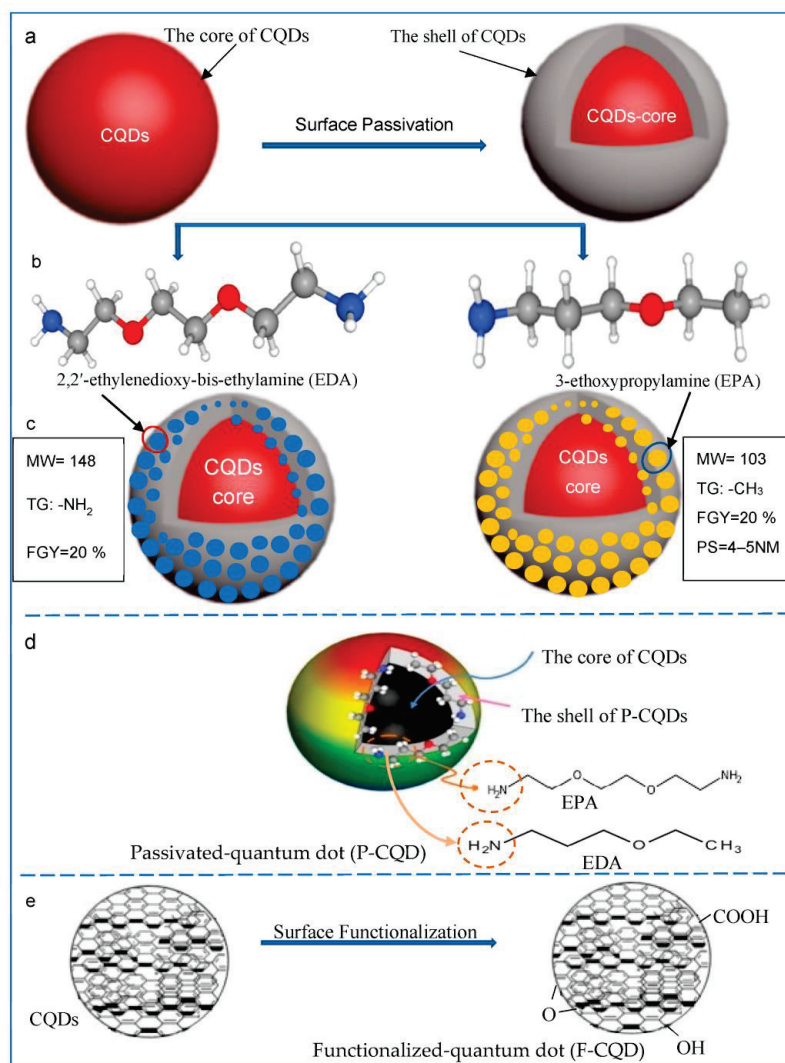 a
The core of CQDs
The shell of CQDs
CQDs
Surface Passivation
CQDs-core
b
2,2′-ethylenedioxy-bis-ethylamine (EDA)
3-ethoxypropylamine (EPA)
c
MW= 148
TG: -NH₂
FGY=20 %
CQDs
core
CQDs
core
MW= 103
TG: -CH₃
FGY=20 %
PS=4–5NM
d
The core of CQDs
The shell of P-CQDs
H₂N
O
O
NH₂
EPA
H₂N
O
CH₃
EDA
Passivated-quantum dot (P-CQD)
e
CQDs
Surface Functionalization
COOH
O
OH
Functionalized-quantum dot (F-CQD)